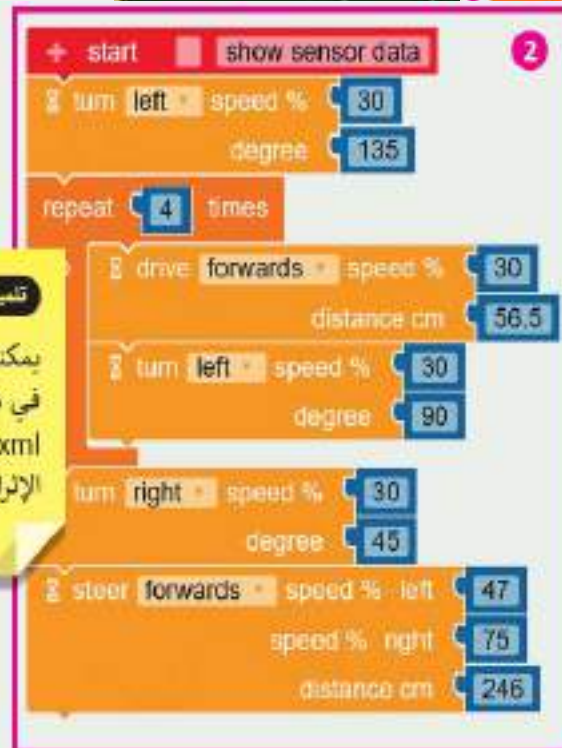 2
+ start show sensor data
turn left speed % 30
degree 135
repeat 4 times
drive forwards speed % 30
distance cm 56.5
turn left speed % 30
degree 90
turn right speed % 30
degree 45
steer forwards speed % left 47
speed % right 75
distance cm 246
في
xml